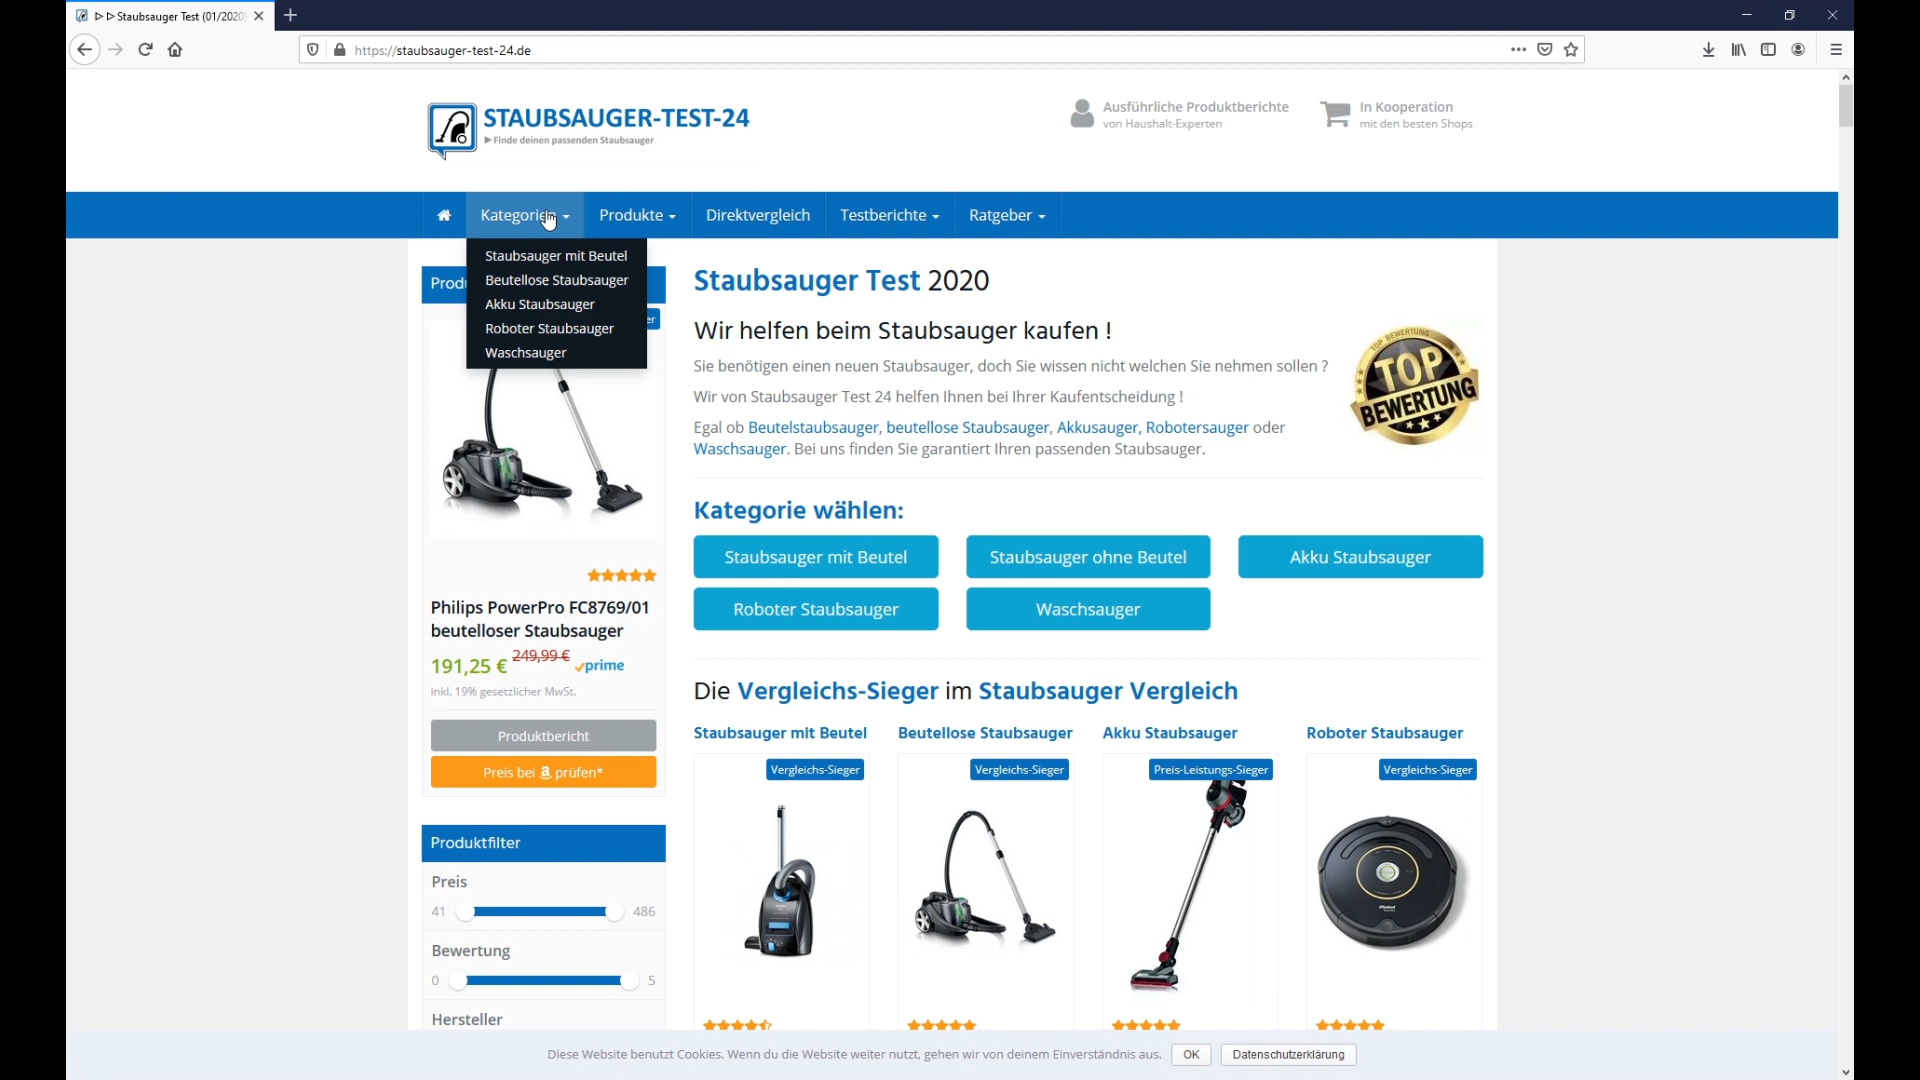 ▷▷Staubsauger Test (01/2020)
https://staubsauger-test-24.de
STAUBSAUGER-TEST-24
▶Finde deinen passenden Staubsauger
Ausführliche Produktberichte
von Haushalt-Experten
In Kooperation
mit den besten Shops
Kategorien
Produkte
Direktvergleich
Testberichte
Ratgeber
Staubsauger mit Beutel
Beutellose Staubsauger
Akku Staubsauger
Roboter Staubsauger
Waschsauger
Philips PowerPro FC8769/01
beutelloser Staubsauger
191,25 € 249,99 € prime
inkl. 19% gesetzlicher MwSt.
Produktbericht
Preis bei a prüfen*
Produktfilter
Preis
41 486
Bewertung
0 5
Hersteller
Staubsauger Test 2020
Wir helfen beim Staubsauger kaufen !
Sie benötigen einen neuen Staubsauger, doch Sie wissen nicht welchen Sie nehmen sollen ?
Wir von Staubsauger Test 24 helfen Ihnen bei Ihrer Kaufentscheidung !
Egal ob Beutelstaubsauger, beutellose Staubsauger, Akkusauger, Robotersauger oder
Waschsauger. Bei uns finden Sie garantiert Ihren passenden Staubsauger.
TOP BEWERTUNG
TOP
BEWERTUNG
Kategorie wählen:
Staubsauger mit Beutel
Staubsauger ohne Beutel
Akku Staubsauger
Roboter Staubsauger
Waschsauger
Die Vergleichs-Sieger im Staubsauger Vergleich
Staubsauger mit Beutel
Beutellose Staubsauger
Akku Staubsauger
Roboter Staubsauger
Vergleichs-Sieger
Vergleichs-Sieger
Preis-Leistungs-Sieger
Vergleichs-Sieger
Diese Website benutzt Cookies. Wenn du die Website weiter nutzt, gehen wir von deinem Einverständnis aus.
OK
Datenschutzerklärung